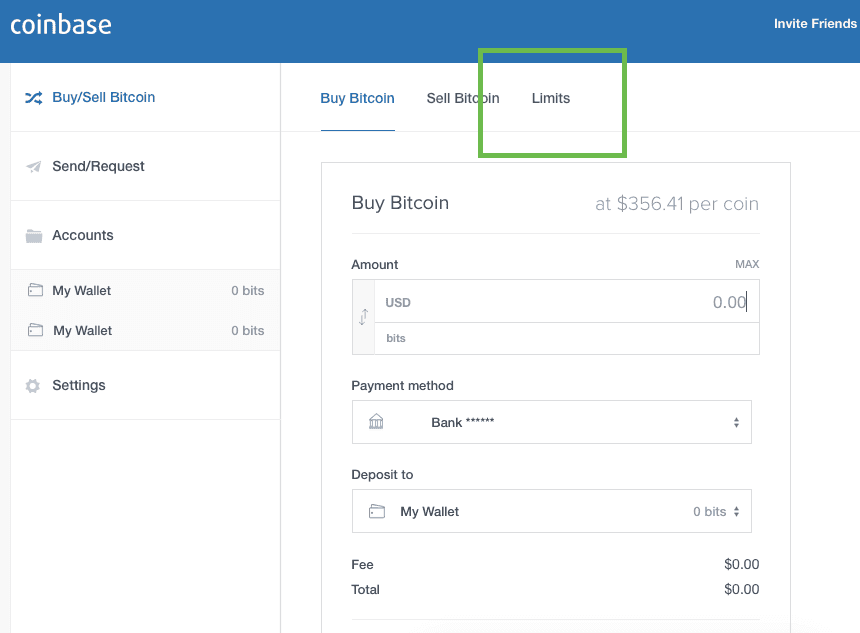 coinbase
Invite Friends
Buy/Sell Bitcoin
Send/Request
Accounts
My Wallet 0 bits
My Wallet 0 bits
Settings
Buy Bitcoin Sell Bitcoin Limits
Buy Bitcoin at $356.41 per coin
Amount MAX
USD 0.00
bits
Payment method
Bank ******
Deposit to
My Wallet 0 bits
Fee $0.00
Total $0.00